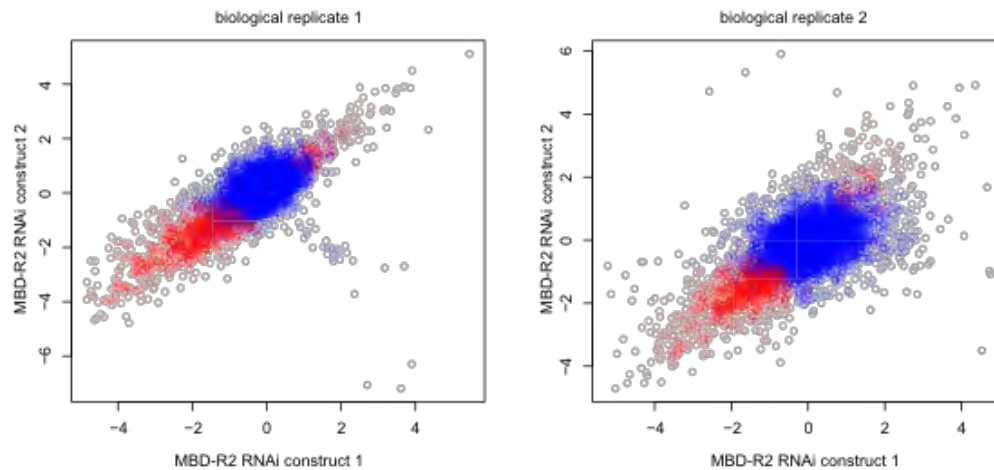 biological replicate 1
MBD-R2 RNAi construct 2
4
2
0
−2
−4
−6
−4 −2 0 2 4
MBD-R2 RNAi construct 1
biological replicate 2
MBD-R2 RNAi construct 2
6
4
2
0
−2
−4
−4 −2 0 2 4
MBD-R2 RNAi construct 1